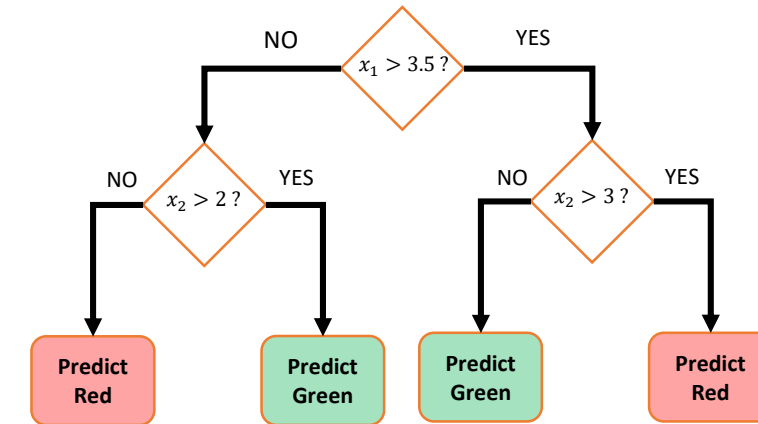 NO
YES
x₁ > 3.5 ?
NO
YES
x₂ > 2 ?
NO
YES
x₂ > 3 ?
Predict
Red
Predict
Green
Predict
Green
Predict
Red